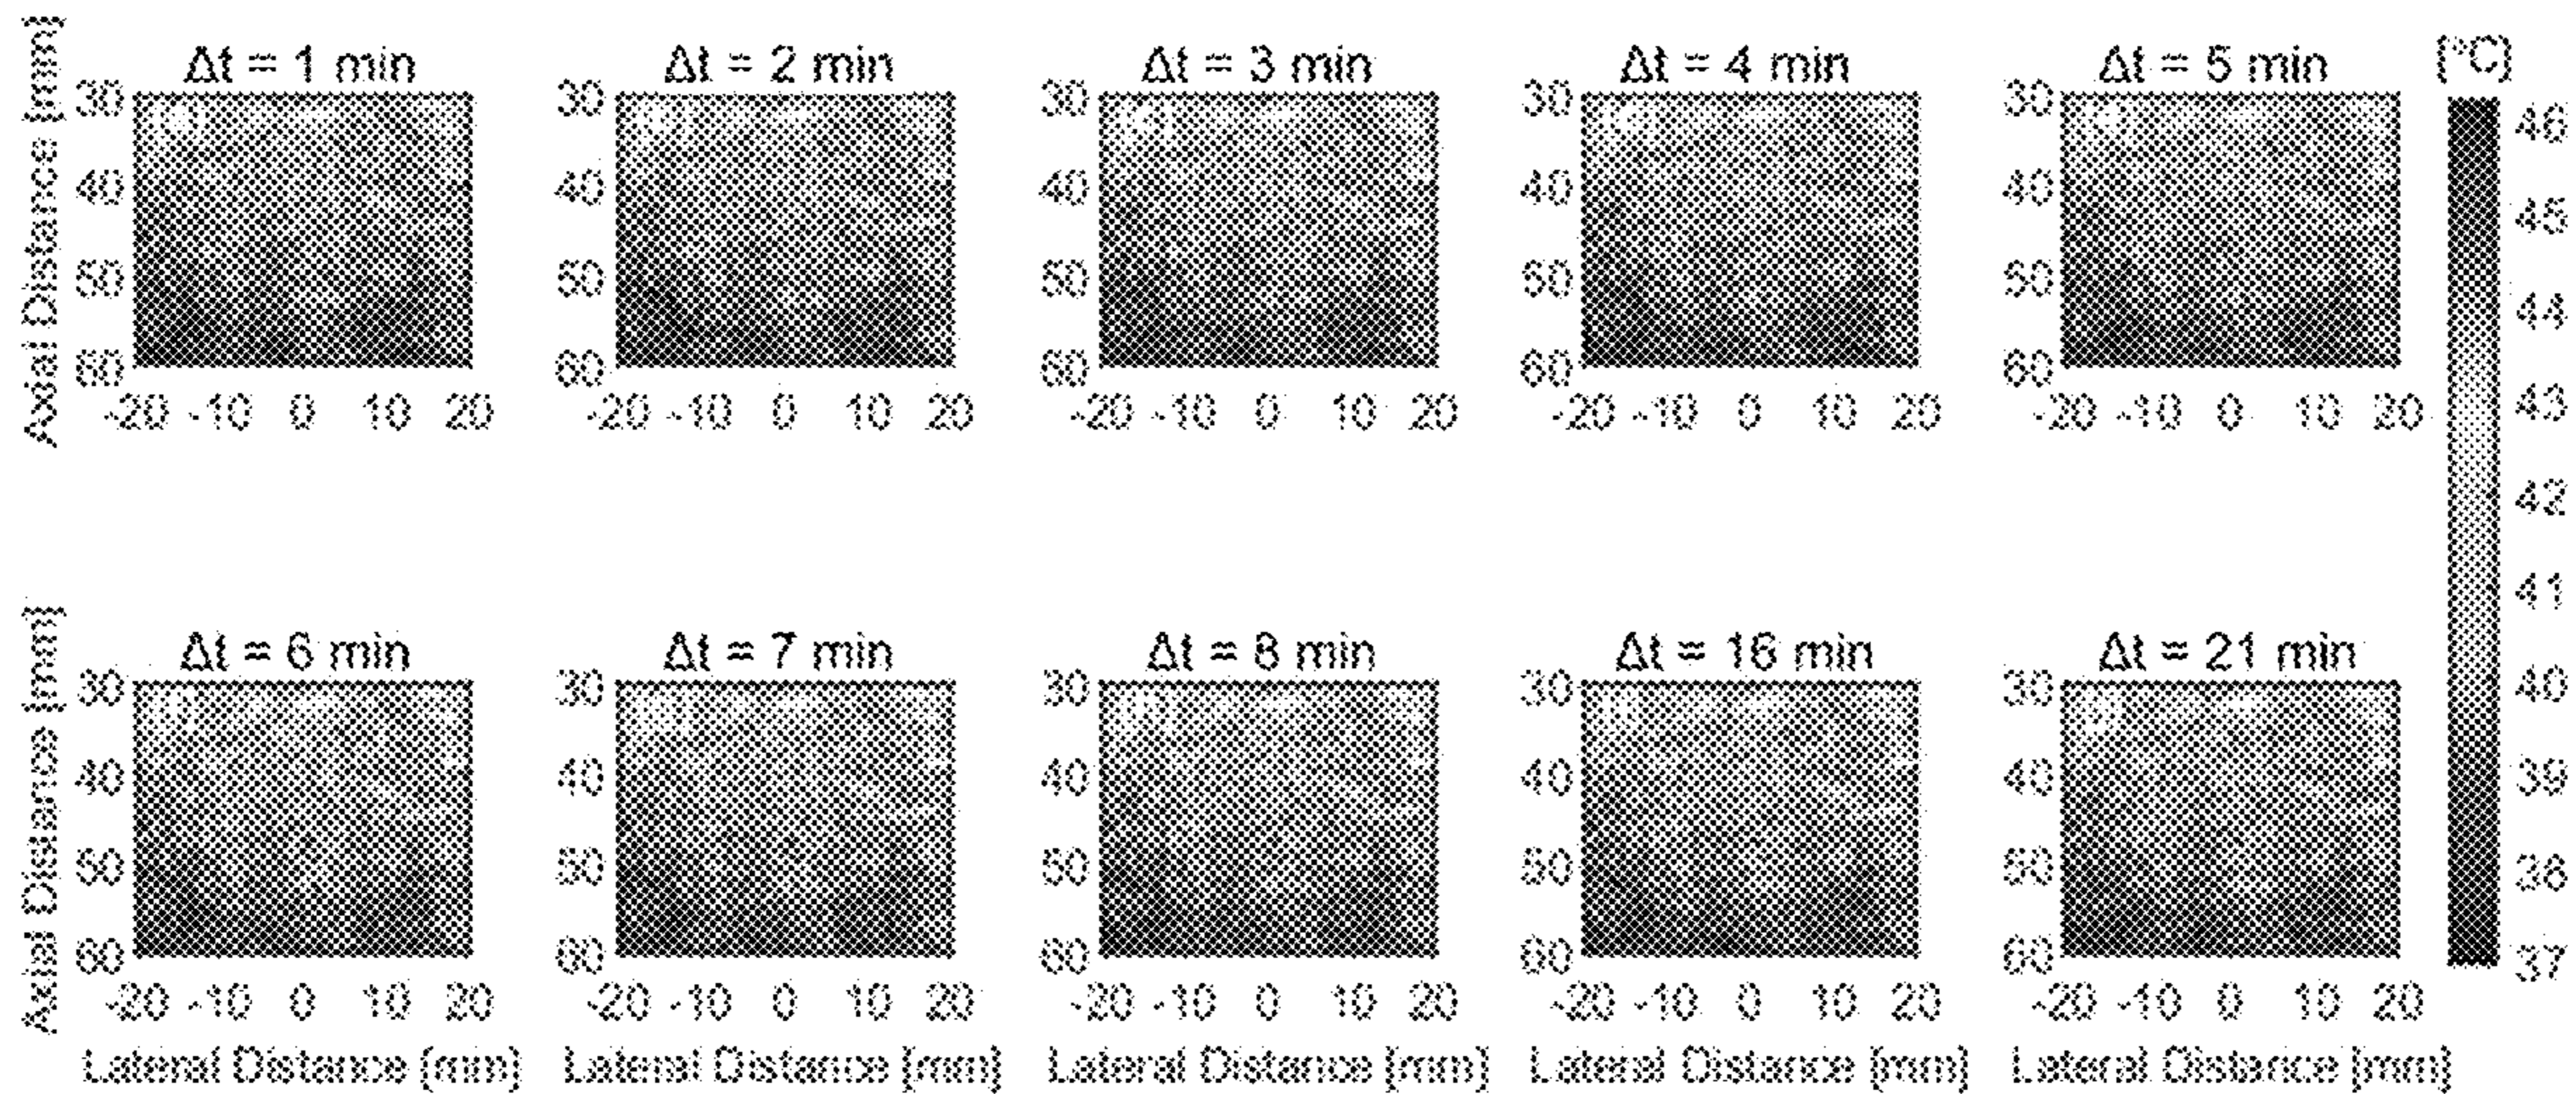 Δt = 1 min
Δt = 2 min
Δt = 3 min
Δt = 4 min
Δt = 5 min
[°C]
Axial Distance [mm]
30
40
50
60
-20 -10 0 10 20
30
40
50
60
-20 -10 0 10 20
30
40
50
60
-20 -10 0 10 20
30
40
50
60
-20 -10 0 10 20
30
40
50
60
-20 -10 0 10 20
46
45
44
43
42
41
40
39
38
37
Δt = 6 min
Δt = 7 min
Δt = 8 min
Δt = 16 min
Δt = 21 min
Axial Distance [mm]
30
40
50
60
-20 -10 0 10 20
Lateral Distance [mm]
30
40
50
60
-20 -10 0 10 20
Lateral Distance [mm]
30
40
50
60
-20 -10 0 10 20
Lateral Distance [mm]
30
40
50
60
-20 -10 0 10 20
Lateral Distance [mm]
30
40
50
60
-20 -10 0 10 20
Lateral Distance [mm]